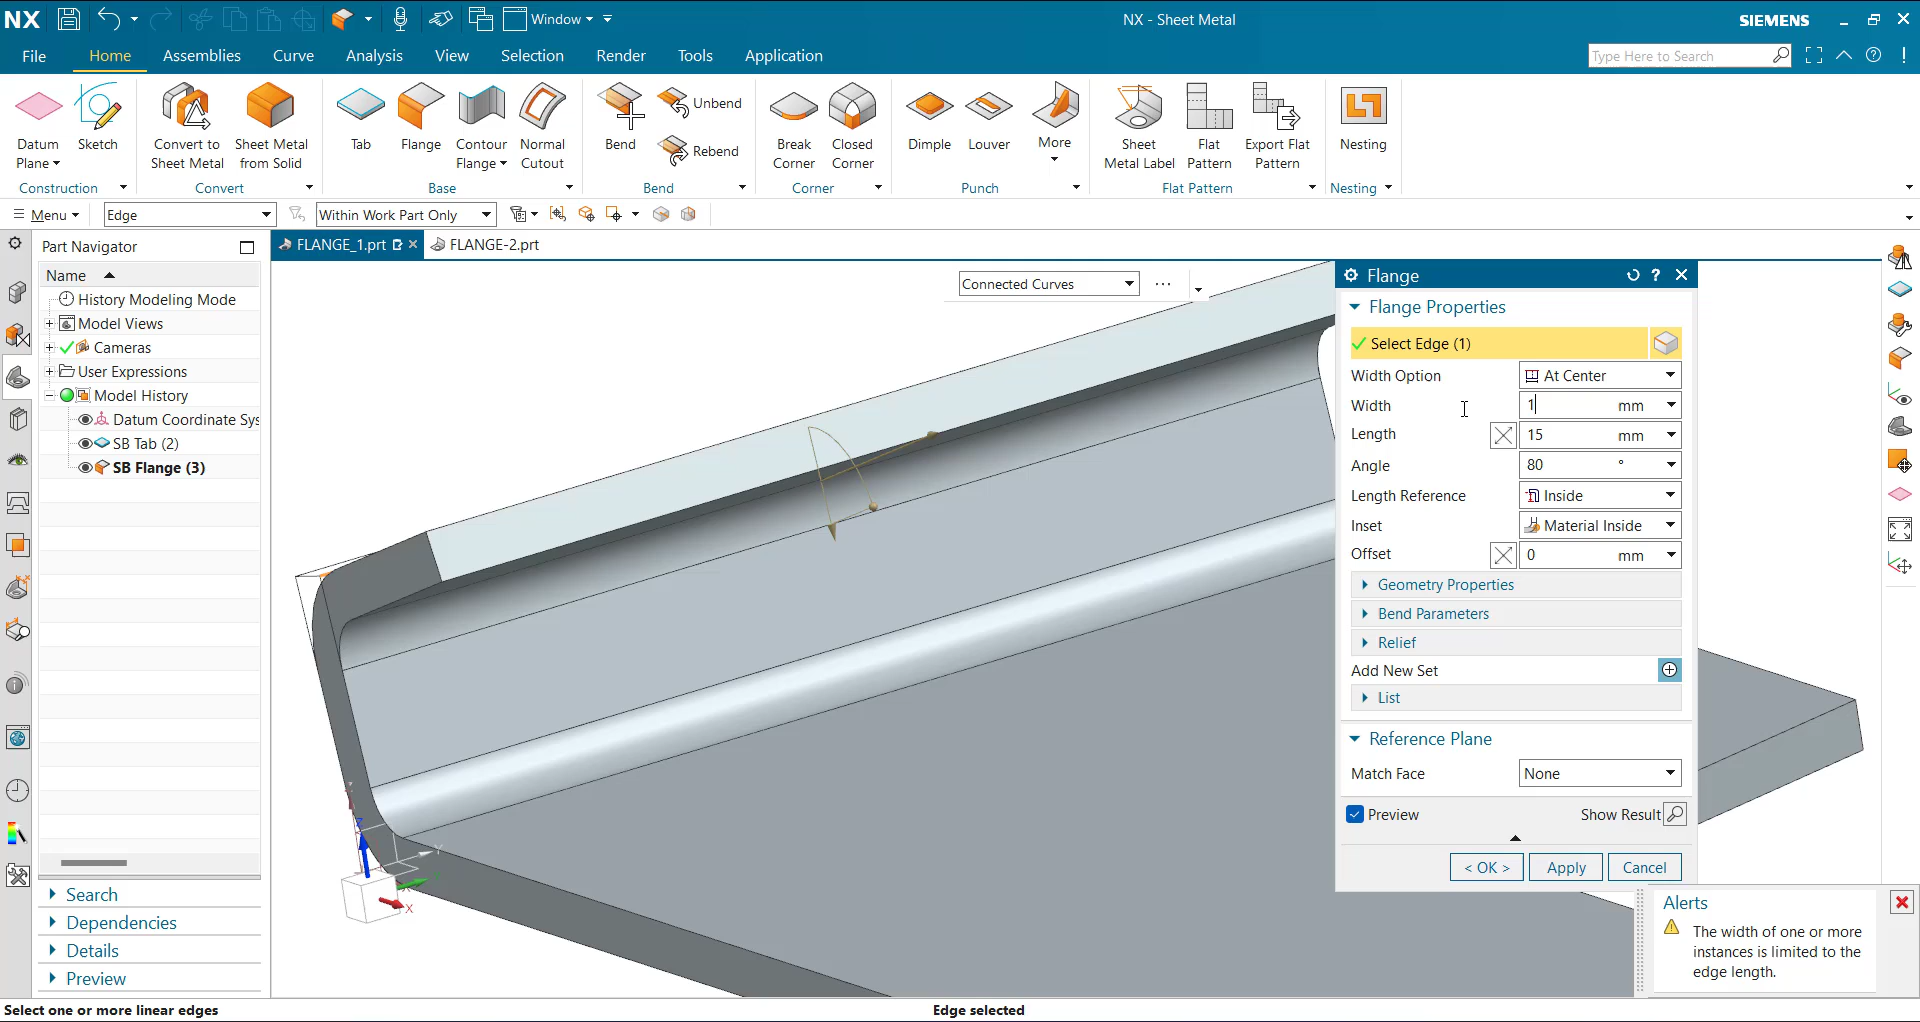 NX
Window
NX - Sheet Metal
SIEMENS
File
Home
Assemblies
Curve
Analysis
View
Selection
Render
Tools
Application
Type Here to Search
Datum
Plane
Sketch
Convert to
Sheet Metal
Sheet Metal
from Solid
Tab
Flange
Contour
Flange
Normal
Cutout
Bend
Unbend
Rebend
Break
Corner
Closed
Corner
Dimple
Louver
More
Sheet
Metal Label
Flat
Pattern
Export Flat
Pattern
Nesting
Construction
Convert
Base
Bend
Corner
Punch
Flat Pattern
Nesting
Menu
Edge
Within Work Part Only
Part Navigator
FLANGE_1.prt
FLANGE-2.prt
Name
History Modeling Mode
Model Views
Cameras
User Expressions
Model History
Datum Coordinate Sys
SB Tab (2)
SB Flange (3)
Search
Dependencies
Details
Preview
Connected Curves
Flange
Flange Properties
Select Edge (1)
Width Option
At Center
Width
1
mm
Length
15
mm
Angle
80
°
Length Reference
Inside
Inset
Material Inside
Offset
0
mm
Geometry Properties
Bend Parameters
Relief
Add New Set
List
Reference Plane
Match Face
None
Preview
Show Result
< OK >
Apply
Cancel
Z
Y
X
Alerts
The width of one or more
instances is limited to the
edge length.
Select one or more linear edges
Edge selected